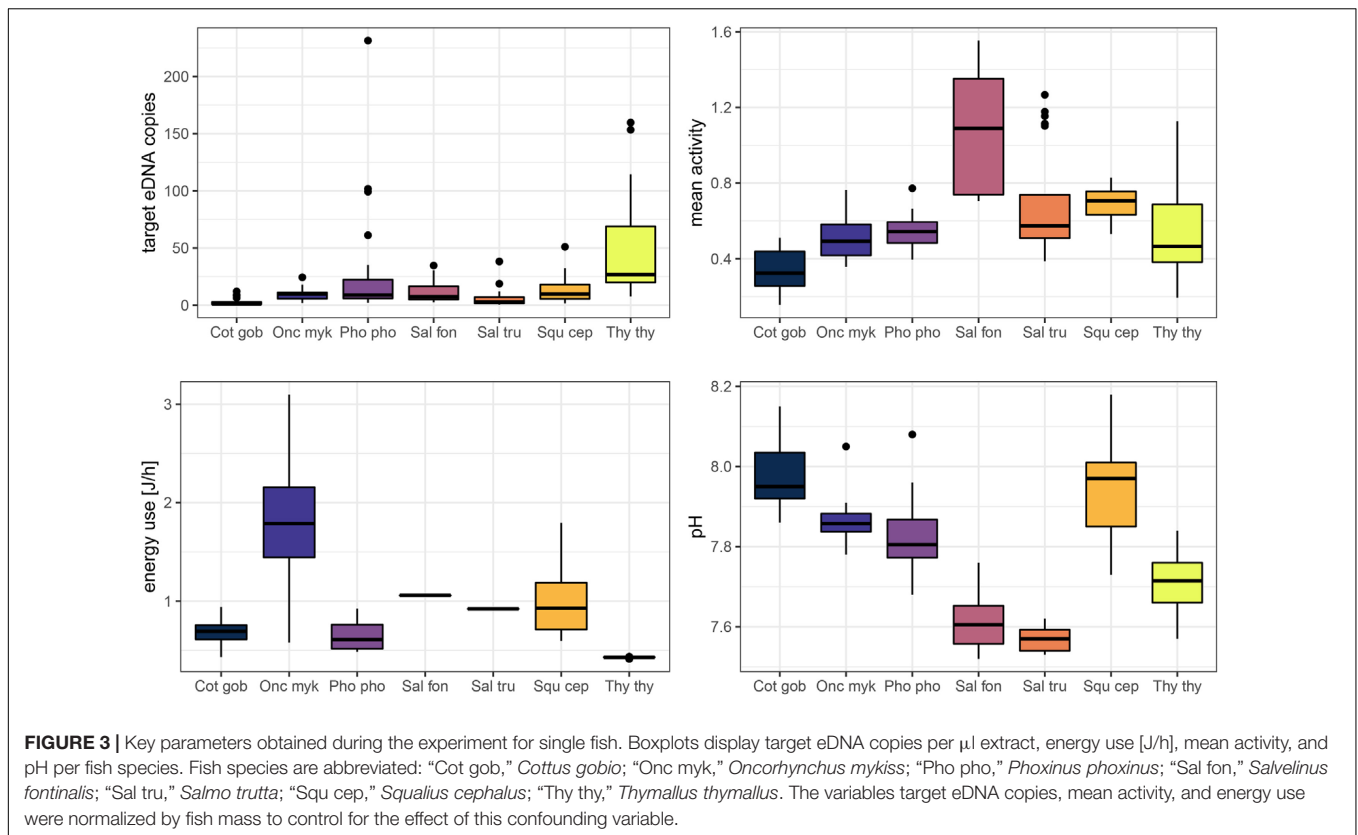 target eDNA copies
200
150
100
50
0
Cot gob Onc myk Pho pho Sal fon Sal tru Squ cep Thy thy
mean activity
1.6
1.2
0.8
0.4
Cot gob Onc myk Pho pho Sal fon Sal tru Squ cep Thy thy
energy use [J/h]
3
2
1
Cot gob Onc myk Pho pho Sal fon Sal tru Squ cep Thy thy
pH
8.2
8.0
7.8
7.6
Cot gob Onc myk Pho pho Sal fon Sal tru Squ cep Thy thy
FIGURE 3 | Key parameters obtained during the experiment for single fish. Boxplots display target eDNA copies per μl extract, energy use [J/h], mean activity, and
pH per fish species. Fish species are abbreviated: “Cot gob,” Cottus gobio; “Onc myk,” Oncorhynchus mykiss; “Pho pho,” Phoxinus phoxinus; “Sal fon,” Salvelinus
fontinalis; “Sal tru,” Salmo trutta; “Squ cep,” Squalius cephalus; “Thy thy,” Thymallus thymallus. The variables target eDNA copies, mean activity, and energy use
were normalized by fish mass to control for the effect of this confounding variable.